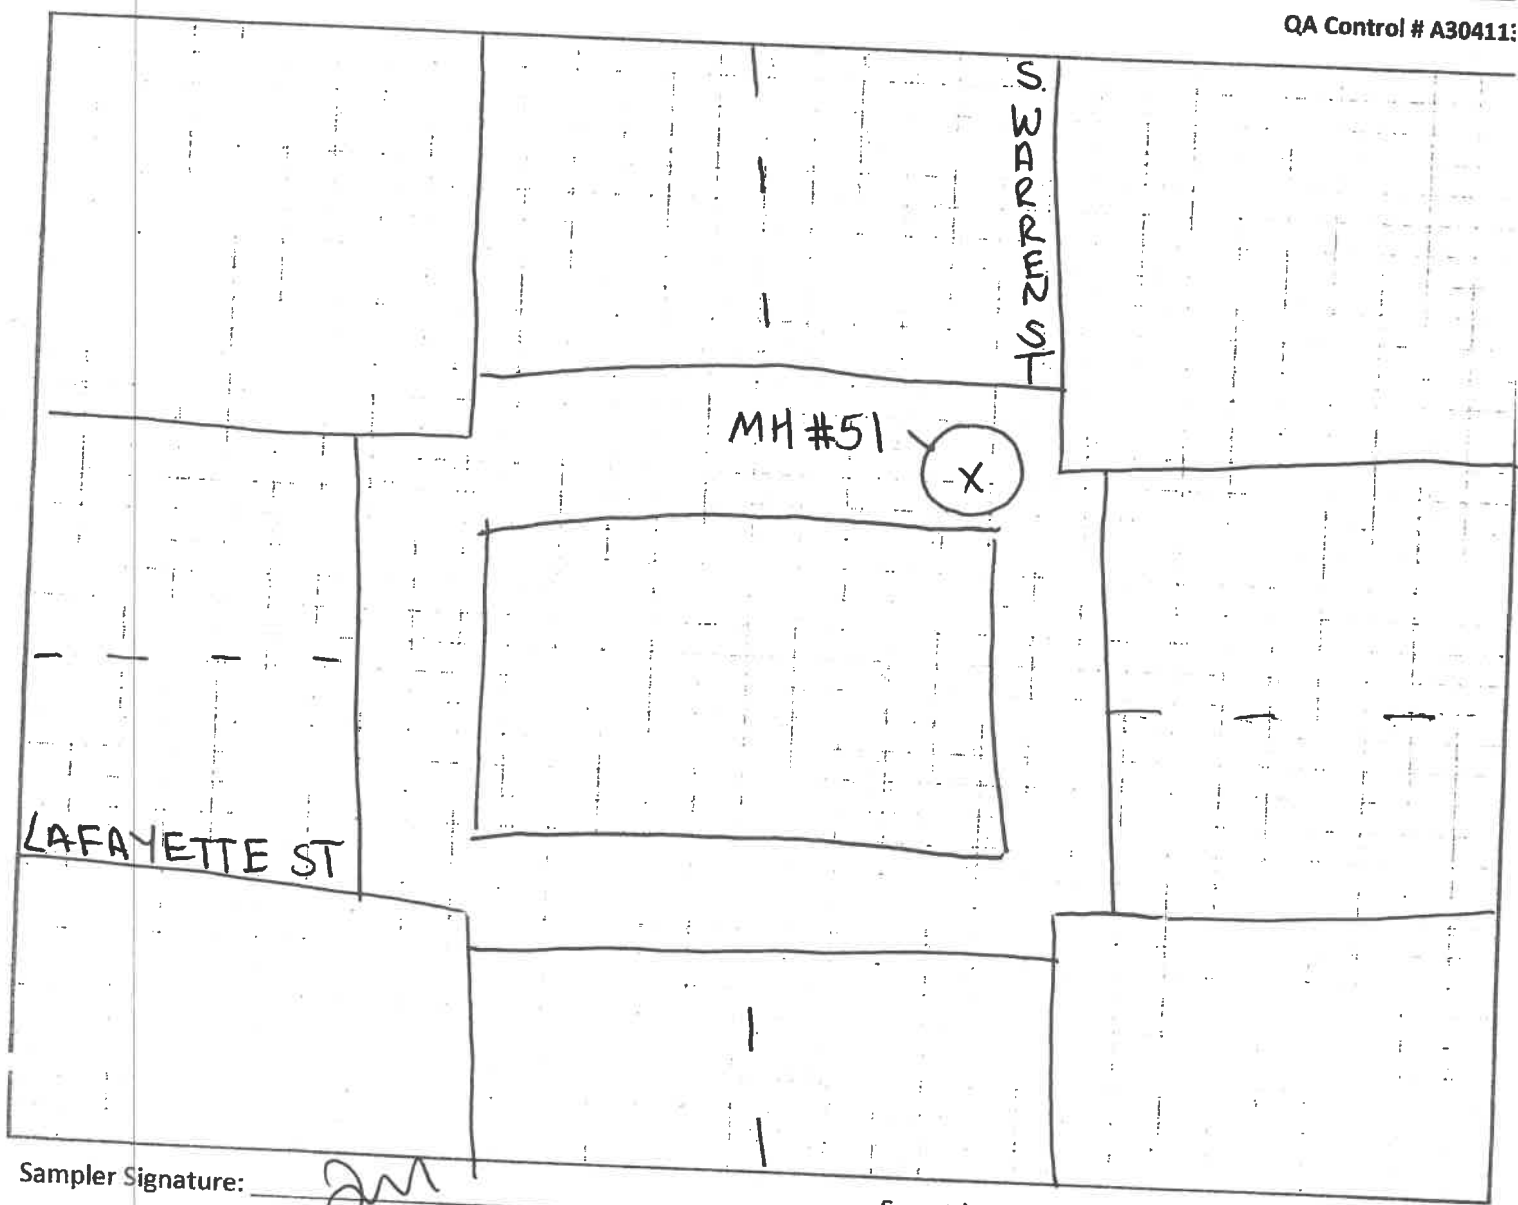 QA Control # A30411
S. WARREN ST
MH #51
X
LAFAYETTE ST
Sampler Signature: